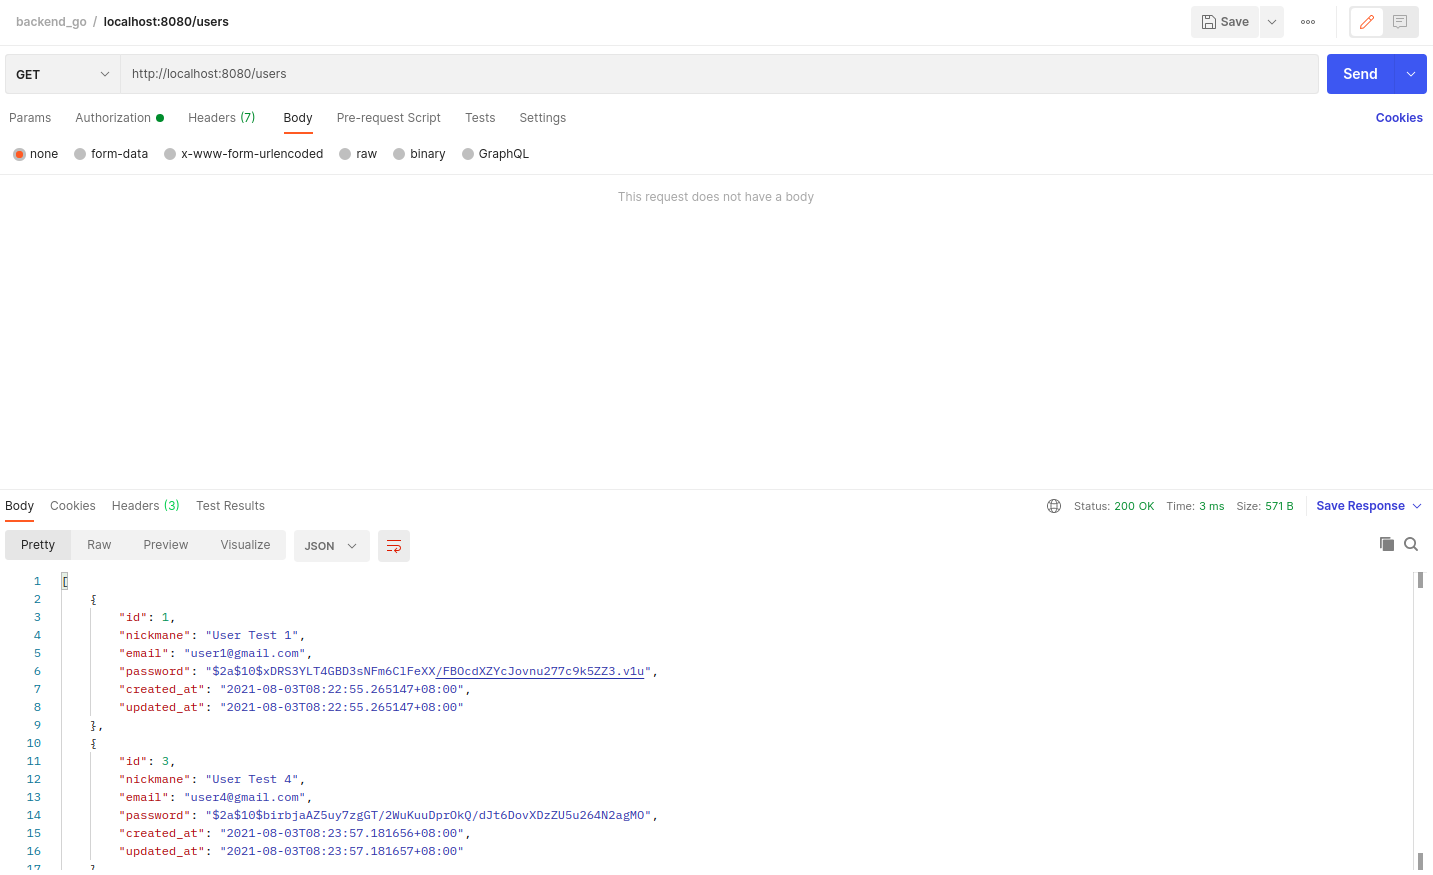 backend_go / localhost:8080/users Save
GET http://localhost:8080/users Send
Params Authorization Headers (7) Body Pre-request Script Tests Settings Cookies
none form-data x-www-form-urlencoded raw binary GraphQL
This request does not have a body
Body Cookies Headers (3) Test Results Status: 200 OK Time: 3 ms Size: 571 B Save Response
Pretty Raw Preview Visualize JSON
1 [
2 {
3 "id": 1,
4 "nickmane": "User Test 1",
5 "email": "user1@gmail.com",
6 "password": "$2a$10$xDRS3YLT4GBD3sNFm6ClFeXX/FBOcdXZYcJovnu277c9k5ZZ3.v1u",
7 "created_at": "2021-08-03T08:22:55.265147+08:00",
8 "updated_at": "2021-08-03T08:22:55.265147+08:00"
9 },
10 {
11 "id": 3,
12 "nickmane": "User Test 4",
13 "email": "user4@gmail.com",
14 "password": "$2a$10$birbjaAZ5uy7zgGT/2WuKuuDprOkQ/dJt6DovXDzZU5u264N2agMO",
15 "created_at": "2021-08-03T08:23:57.181656+08:00",
16 "updated_at": "2021-08-03T08:23:57.181657+08:00"
17 }